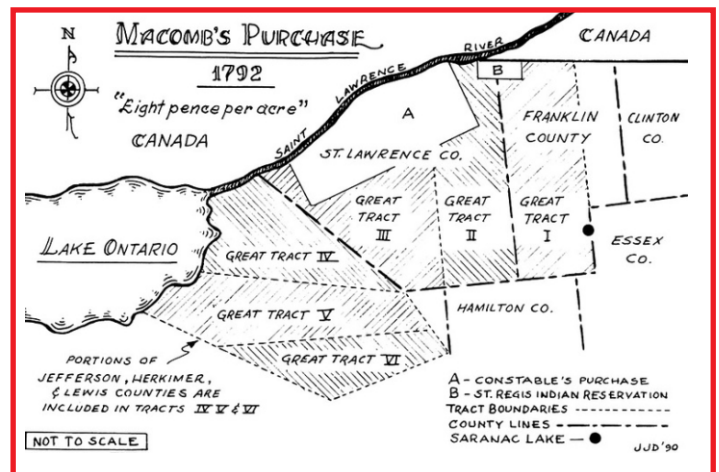 MACOMB'S PURCHASE
1792
"Eight pence per acre"
N
CANADA
CANADA
SAINT LAWRENCE RIVER
A
B
ST. LAWRENCE CO.
FRANKLIN
COUNTY
CLINTON
CO.
GREAT
TRACT
III
GREAT
TRACT
II
GREAT
TRACT
I
ESSEX
CO.
LAKE ONTARIO
GREAT TRACT IV
GREAT TRACT V
GREAT TRACT VI
HAMILTON CO.
PORTIONS OF
JEFFERSON, HERKIMER,
& LEWIS COUNTIES ARE
INCLUDED IN TRACTS IV V & VI
NOT TO SCALE
A - CONSTABLE'S PURCHASE
B - ST. REGIS INDIAN RESERVATION
TRACT BOUNDARIES
COUNTY LINES
SARANAC LAKE
JJD '90